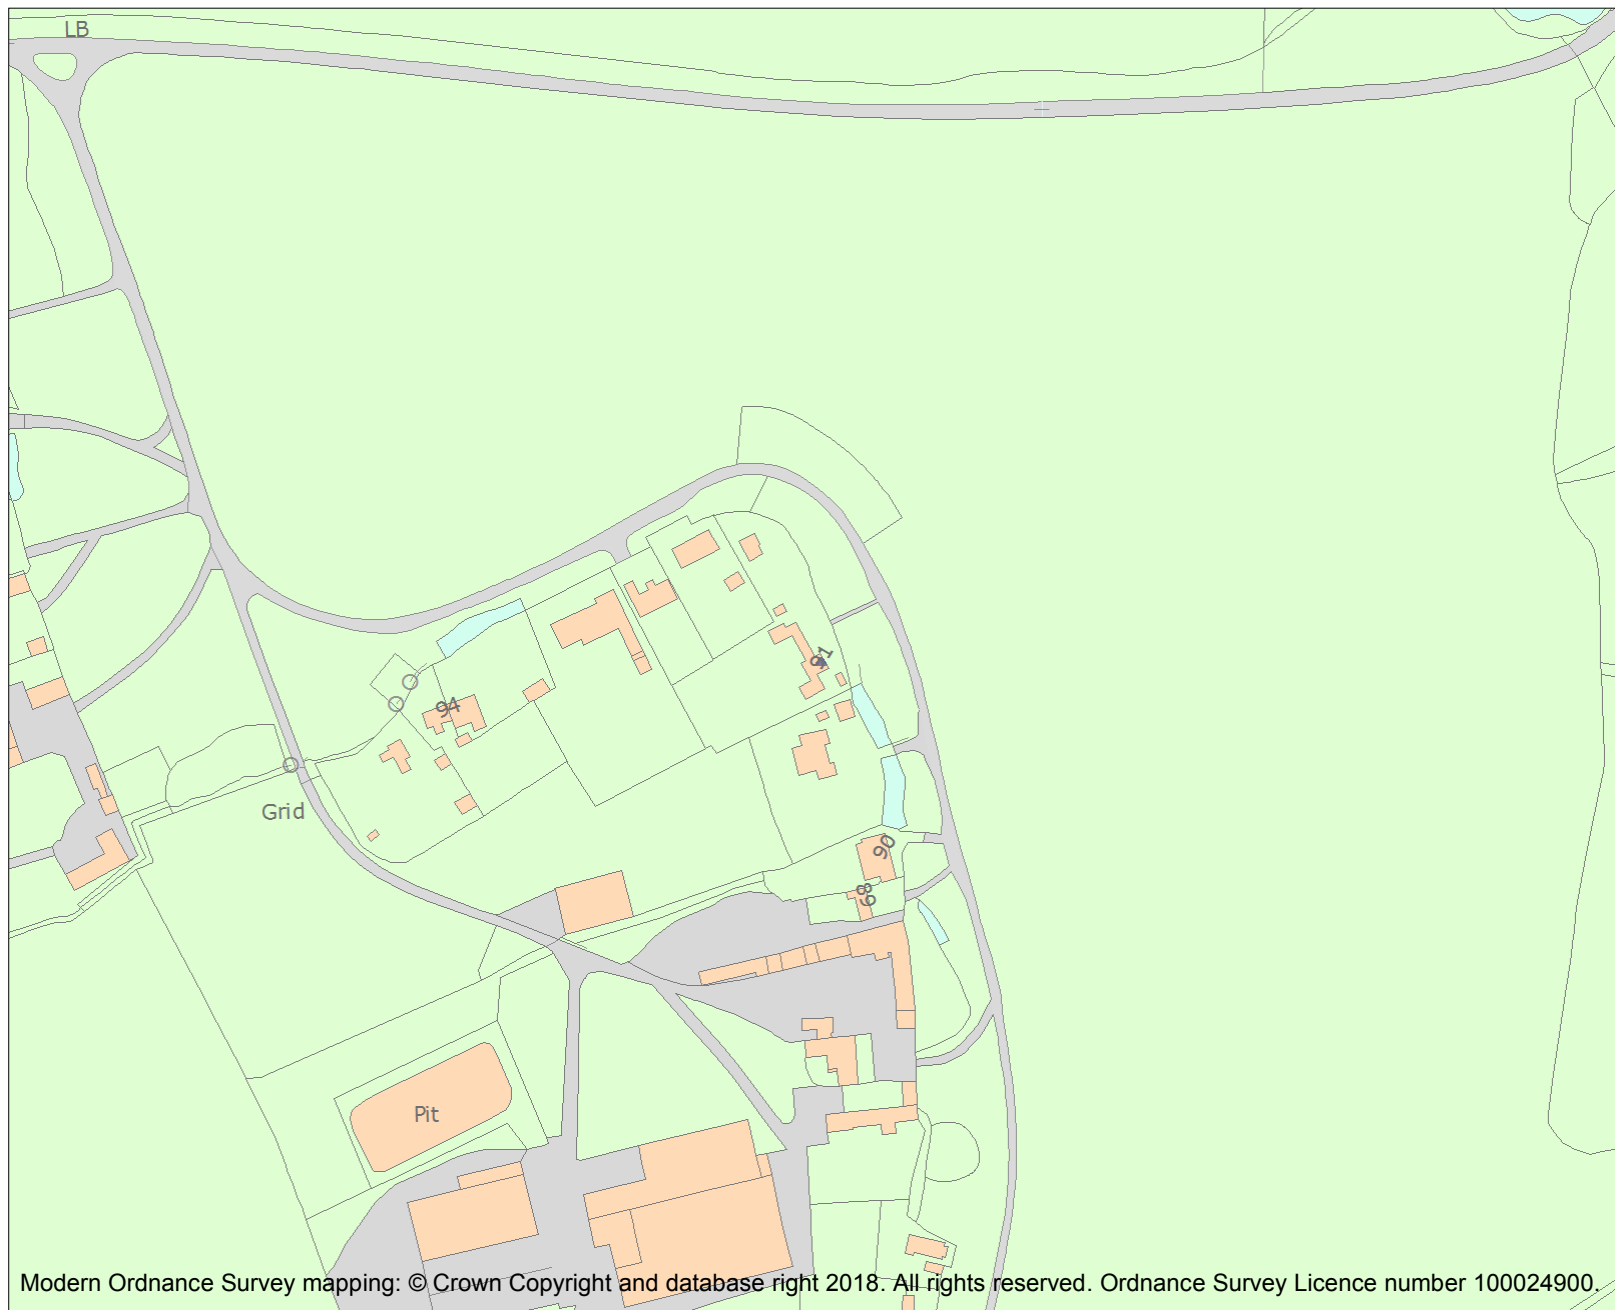 LB
91
94
Grid
90
89
Pit
Modern Ordnance Survey mapping: © Crown Copyright and database right 2018. All rights reserved. Ordnance Survey Licence number 100024900.